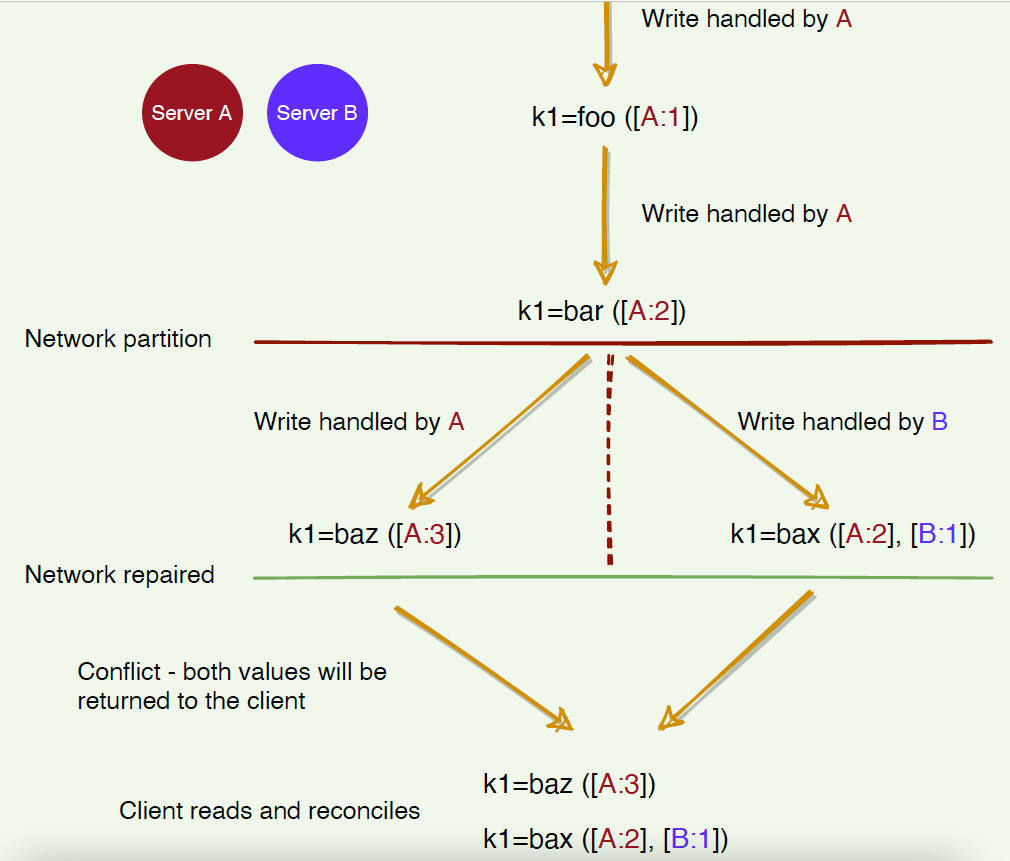 Write handled by A
Server A
Server B
k1=foo ([A:1])
Write handled by A
k1=bar ([A:2])
Network partition
Write handled by A
Write handled by B
k1=baz ([A:3])
k1=bax ([A:2], [B:1])
Network repaired
Conflict - both values will be
returned to the client
k1=baz ([A:3])
Client reads and reconciles
k1=bax ([A:2], [B:1])